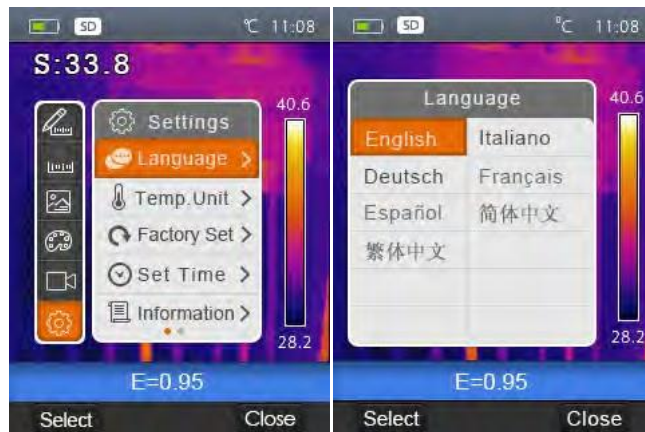 SD ℃ 11:08
S:33.8
40.6
Settings
Language >
Temp.Unit >
Factory Set >
Set Time >
Information >
28.2
E=0.95
Select Close
SD °C 11:08
Language
40.6
English Italiano
Deutsch Français
Español 简体中文
繁体中文
28.2
E=0.95
Select Close